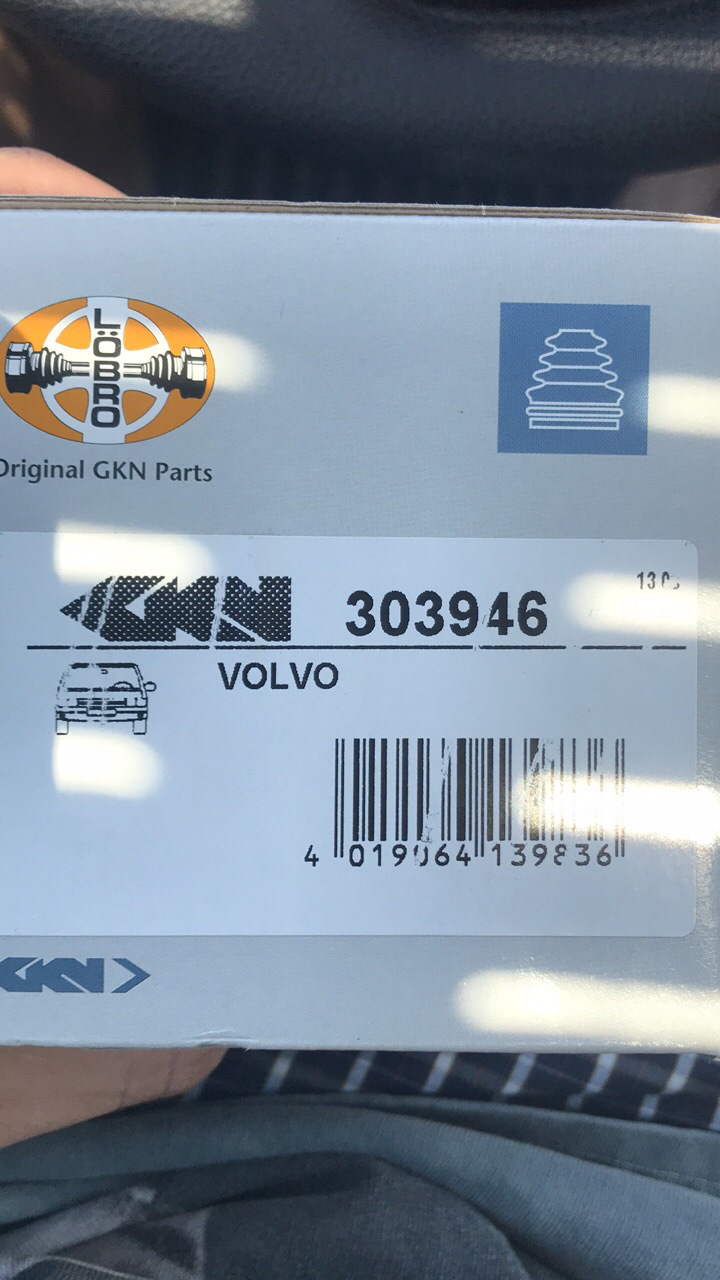 LÖBRO
Original GKN Parts
GKN 303946
VOLVO
4 019064 139836
GKN